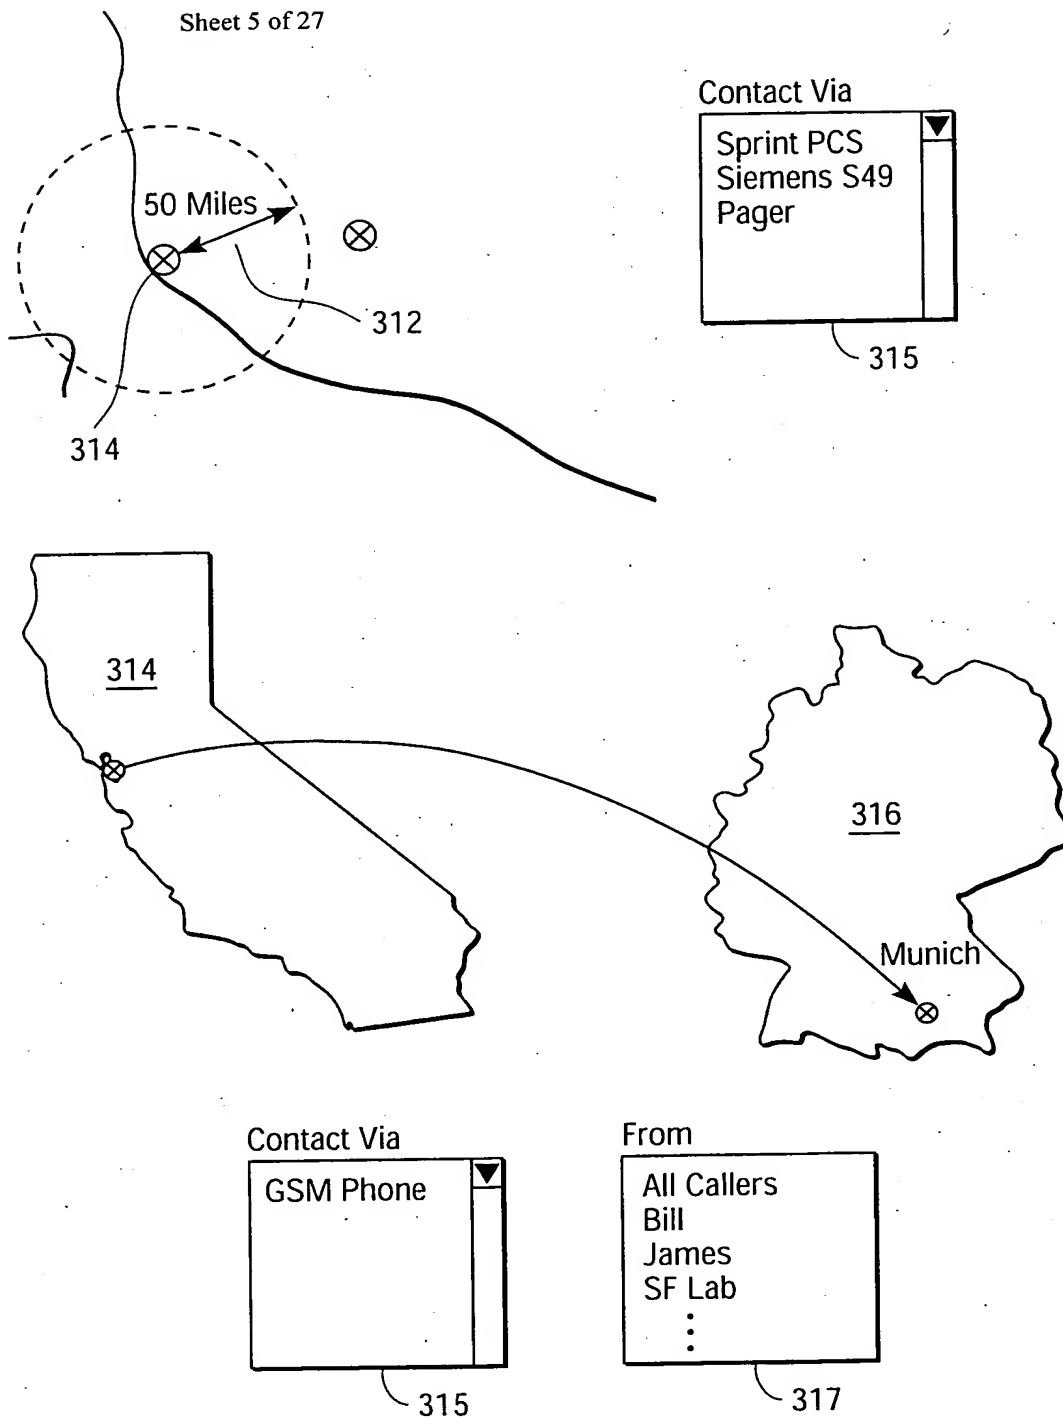 Sheet 5 of 27
Contact Via
Sprint PCS
Siemens S49
Pager
315
50 Miles
312
314
314
316
Munich
Contact Via
GSM Phone
315
From
All Callers
Bill
James
SF Lab
317